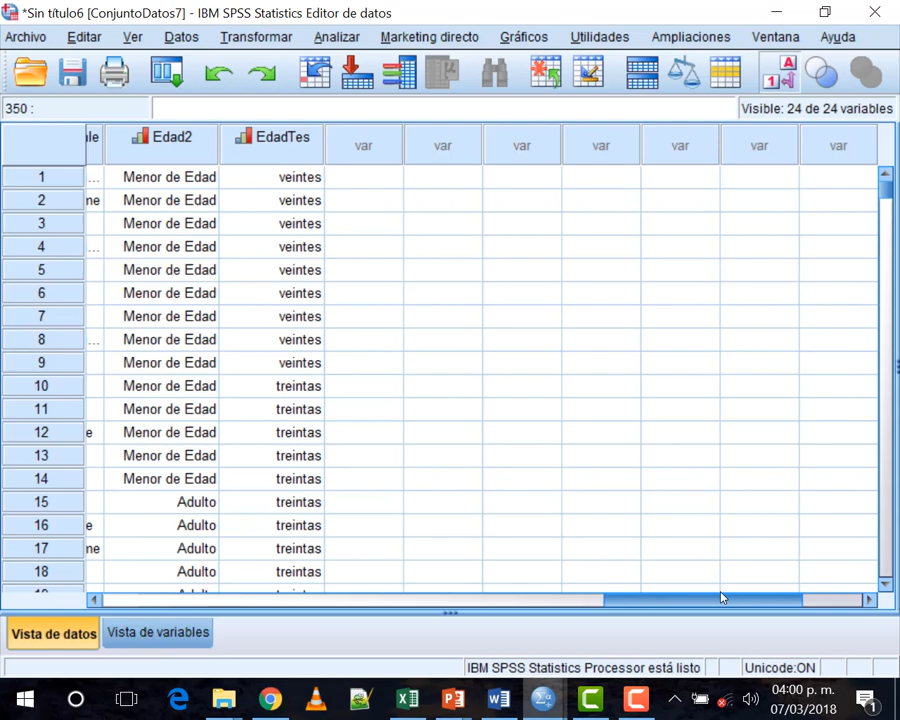 *Sin título6 [ConjuntoDatos7] - IBM SPSS Statistics Editor de datos
Archivo Editar Ver Datos Transformar Analizar Marketing directo Gráficos Utilidades Ampliaciones Ventana Ayuda
A
1
350 :
Visible: 24 de 24 variables
le Edad2 EdadTes var var var var var var var
1 ... Menor de Edad veintes
2 ne Menor de Edad veintes
3 Menor de Edad veintes
4 ... Menor de Edad veintes
5 Menor de Edad veintes
6 Menor de Edad veintes
7 Menor de Edad veintes
8 ... Menor de Edad veintes
9 Menor de Edad veintes
10 Menor de Edad treintas
11 Menor de Edad treintas
12 e Menor de Edad treintas
13 Menor de Edad treintas
14 Menor de Edad treintas
15 Adulto treintas
16 e Adulto treintas
17 ne Adulto treintas
18 Adulto treintas
Vista de datos Vista de variables
IBM SPSS Statistics Processor está listo Unicode:ON
04:00 p. m.
07/03/2018
1